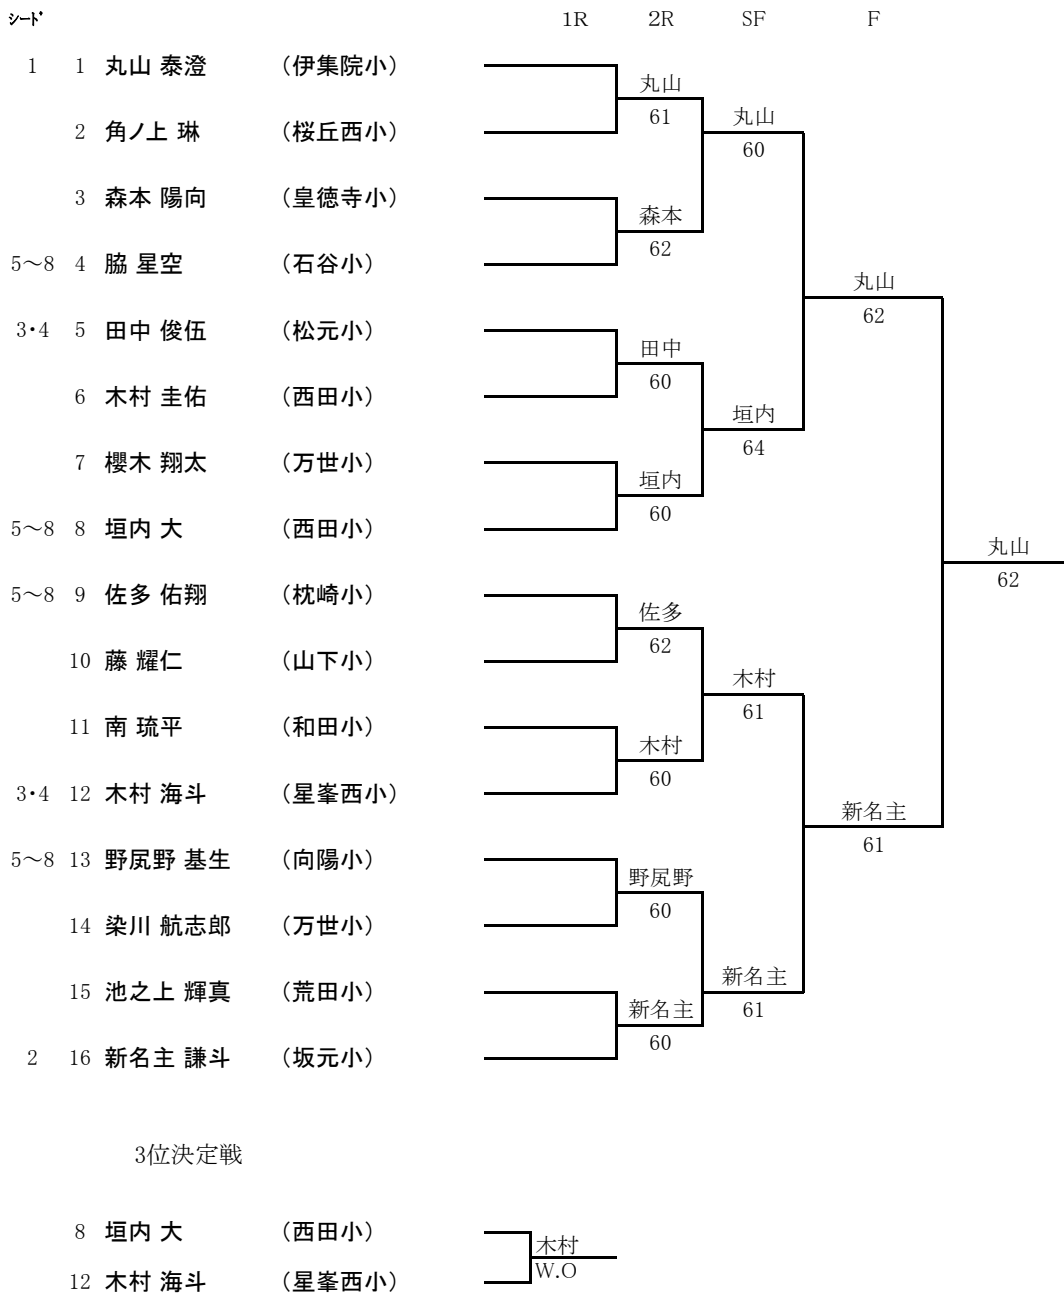 シード 1R 2R SF F
1 1 丸山 泰澄 （伊集院小）
丸山
61
2 角ノ上 琳 （桜丘西小）
丸山
60
3 森本 陽向 （皇徳寺小）
森本
62
5～8 4 脇 星空 （石谷小）
丸山
62
3・4 5 田中 俊伍 （松元小）
田中
60
6 木村 圭佑 （西田小）
垣内
64
7 櫻木 翔太 （万世小）
垣内
60
5～8 8 垣内 大 （西田小）
丸山
62
5～8 9 佐多 佑翔 （枕崎小）
佐多
62
10 藤 耀仁 （山下小）
木村
61
11 南 琉平 （和田小）
木村
60
3・4 12 木村 海斗 （星峯西小）
新名主
61
5～8 13 野尻野 基生 （向陽小）
野尻野
60
14 染川 航志郎 （万世小）
新名主
61
15 池之上 輝真 （荒田小）
新名主
60
2 16 新名主 謙斗 （坂元小）
3位決定戦
8 垣内 大 （西田小）
木村
W.O
12 木村 海斗 （星峯西小）